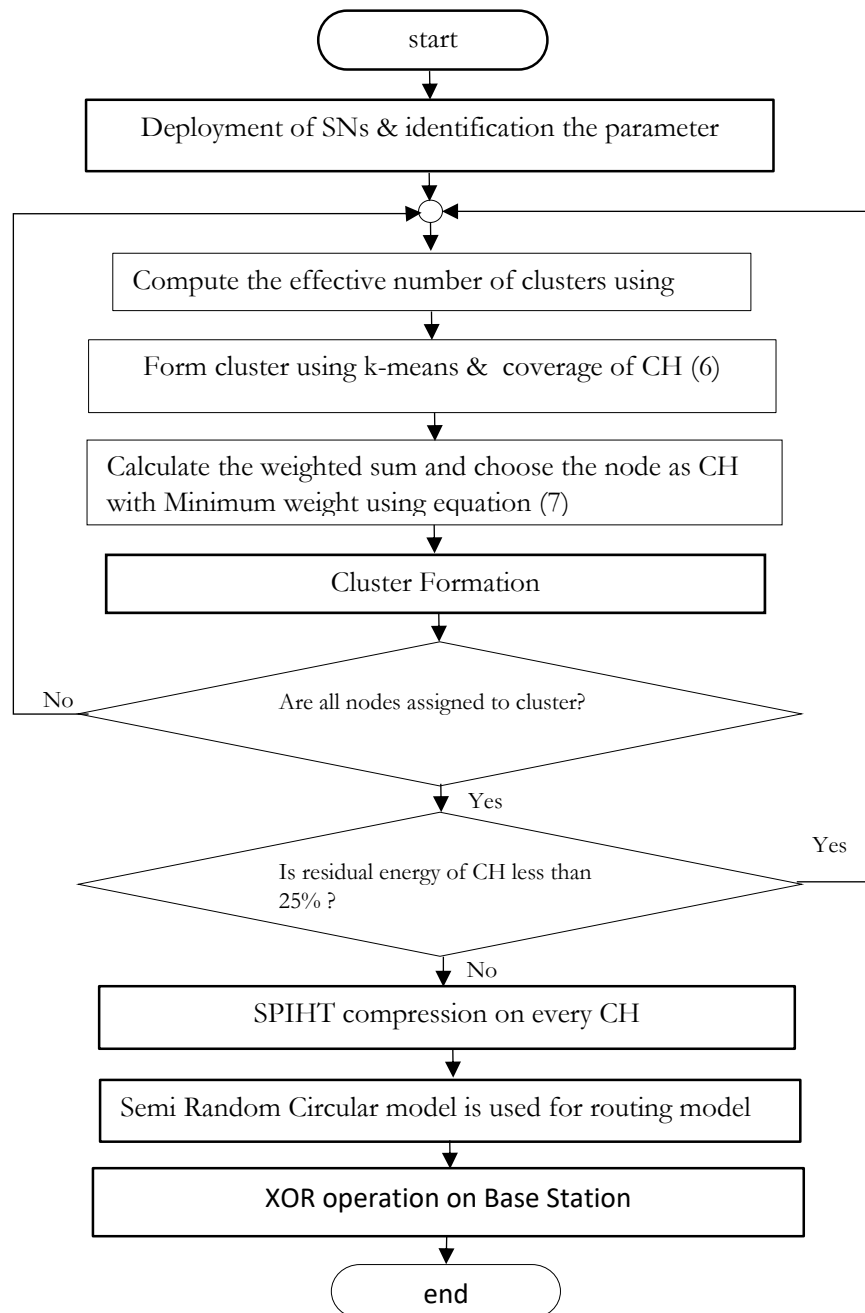 start
Deployment of SNs & identification the parameter
Compute the effective number of clusters using
Form cluster using k-means & coverage of CH (6)
Calculate the weighted sum and choose the node as CH
with Minimum weight using equation (7)
Cluster Formation
No
Are all nodes assigned to cluster?
Yes
Yes
Is residual energy of CH less than
25% ?
No
SPIHT compression on every CH
Semi Random Circular model is used for routing model
XOR operation on Base Station
end